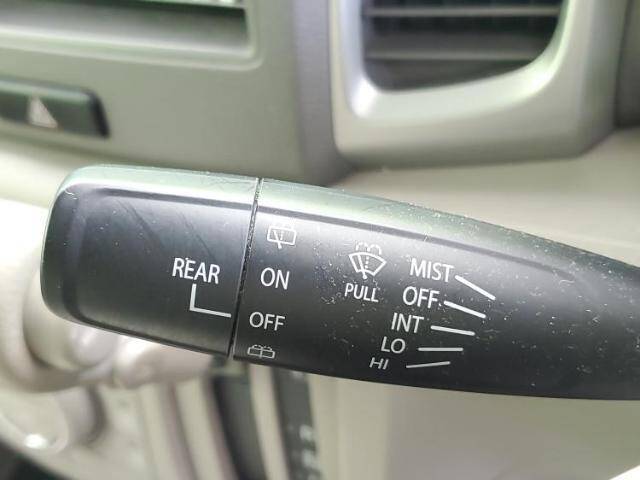 REAR
ON
OFF
PULL
MIST
OFF
INT
LO
HI